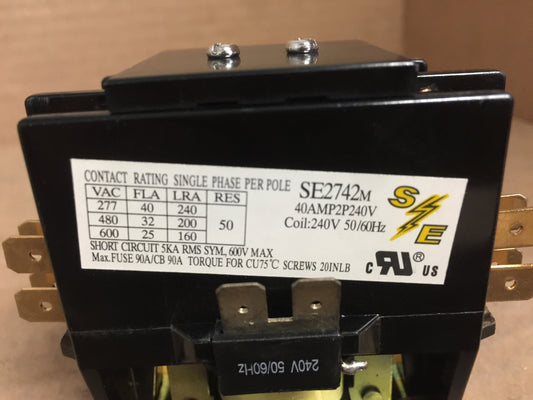 CONTACT RATING SINGLE PHASE PER POLE
VAC FLA LRA RES
277 40 240
480 32 200 50
600 25 160
SHORT CIRCUIT 5KA RMS SYM, 600V MAX
Max.FUSE 90A/CB 90A TORQUE FOR CU75℃ SCREWS 20INLB
SE2742M
40AMP2P240V
Coil:240V 50/60Hz
S E
C RU ® US
240V 50/60Hz